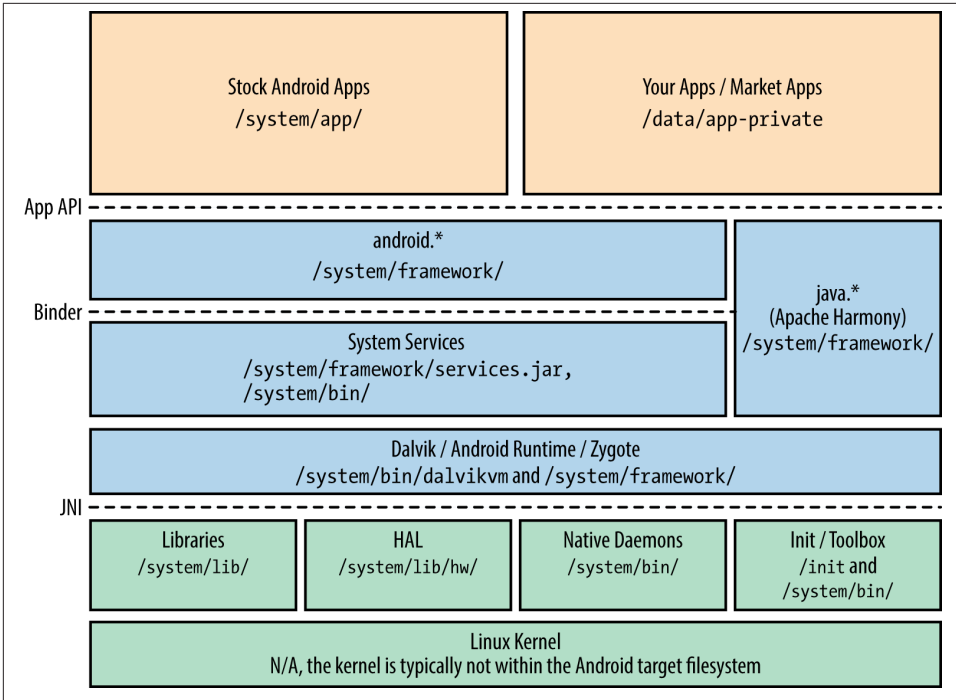 Stock Android Apps
/system/app/
Your Apps / Market Apps
/data/app-private
App API
android.*
/system/framework/
java.*
(Apache Harmony)
/system/framework/
Binder
System Services
/system/framework/services.jar,
/system/bin/
Dalvik / Android Runtime / Zygote
/system/bin/dalvikvm and /system/framework/
JNI
Libraries
/system/lib/
HAL
/system/lib/hw/
Native Daemons
/system/bin/
Init / Toolbox
/init and
/system/bin/
Linux Kernel
N/A, the kernel is typically not within the Android target filesystem